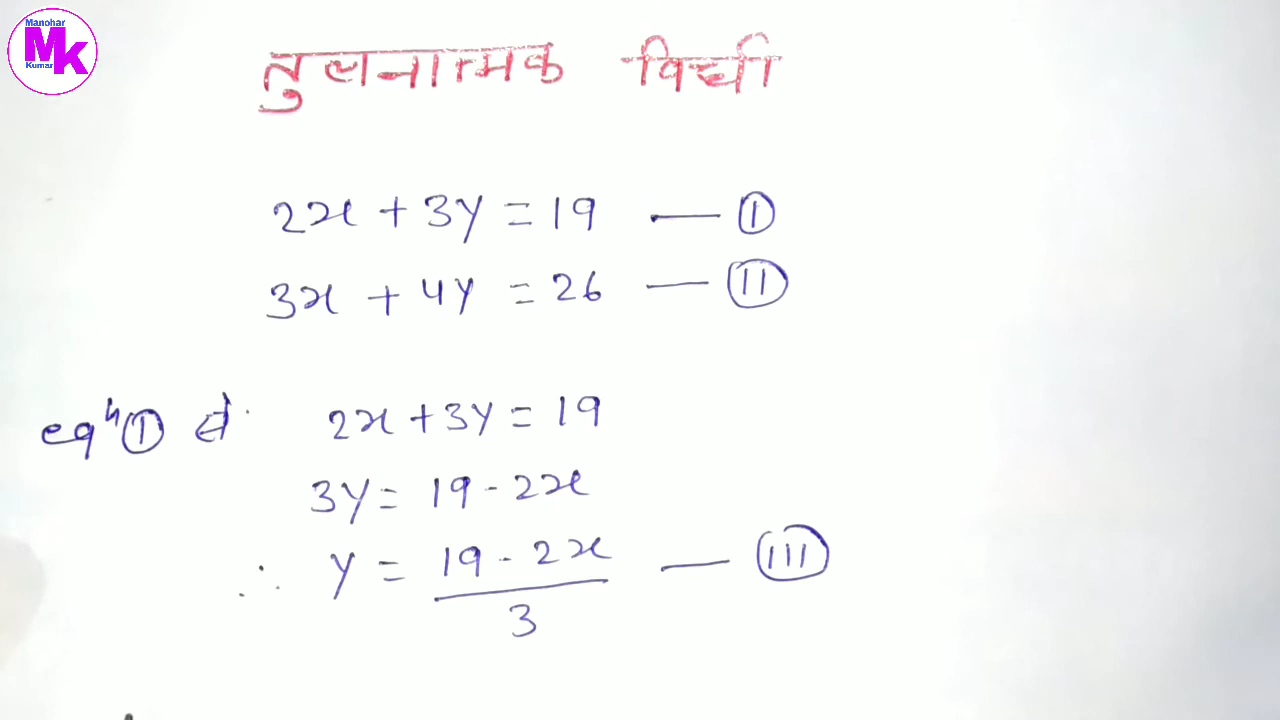 Manohar
MK
Kumar
तुलनात्मक विधी
2x + 3y = 19 — I
3x + 4y = 26 — II
eqn I से 2x + 3y = 19
3y = 19 - 2x
∴ y = 19 - 2x / 3 — III